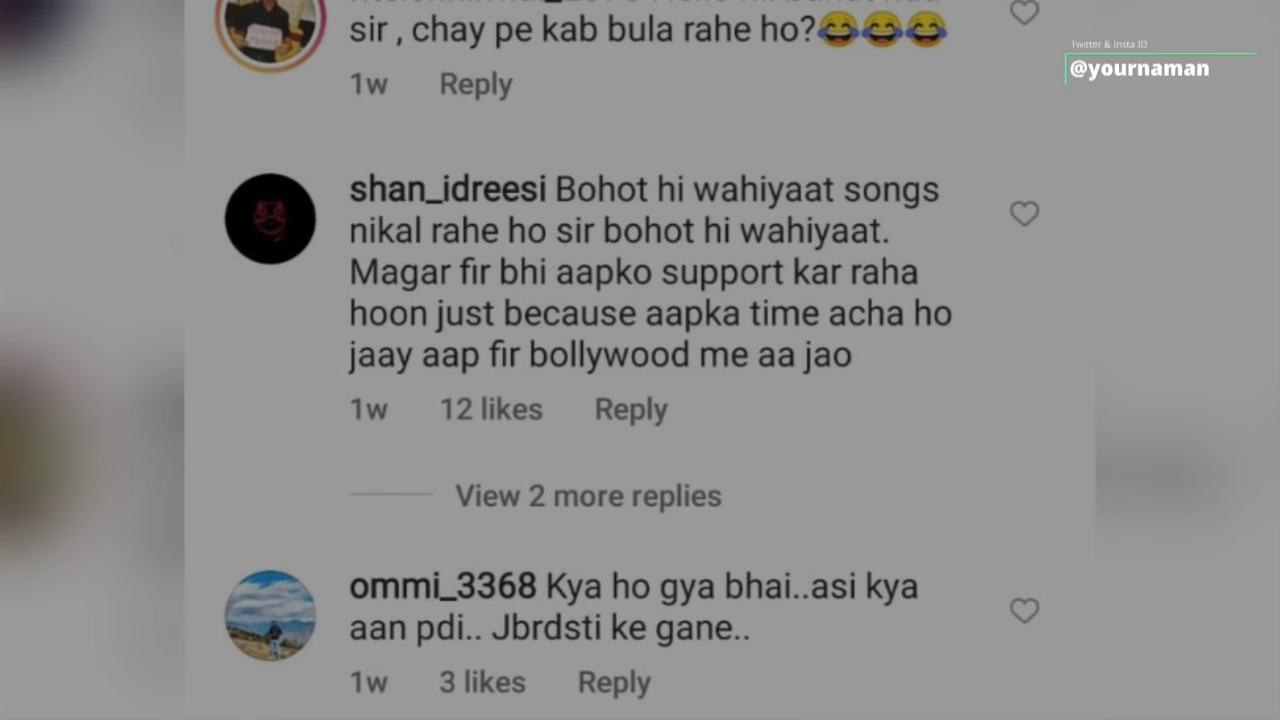 sir , chay pe kab bula rahe ho?😂😂😂
1w Reply
Twitter & Insta ID
@yournaman
shan_idreesi Bohot hi wahiyaat songs
nikal rahe ho sir bohot hi wahiyaat.
Magar fir bhi aapko support kar raha
hoon just because aapka time acha ho
jaay aap fir bollywood me aa jao
1w 12 likes Reply
View 2 more replies
ommi_3368 Kya ho gya bhai..asi kya
aan pdi.. Jbrdsti ke gane..
1w 3 likes Reply